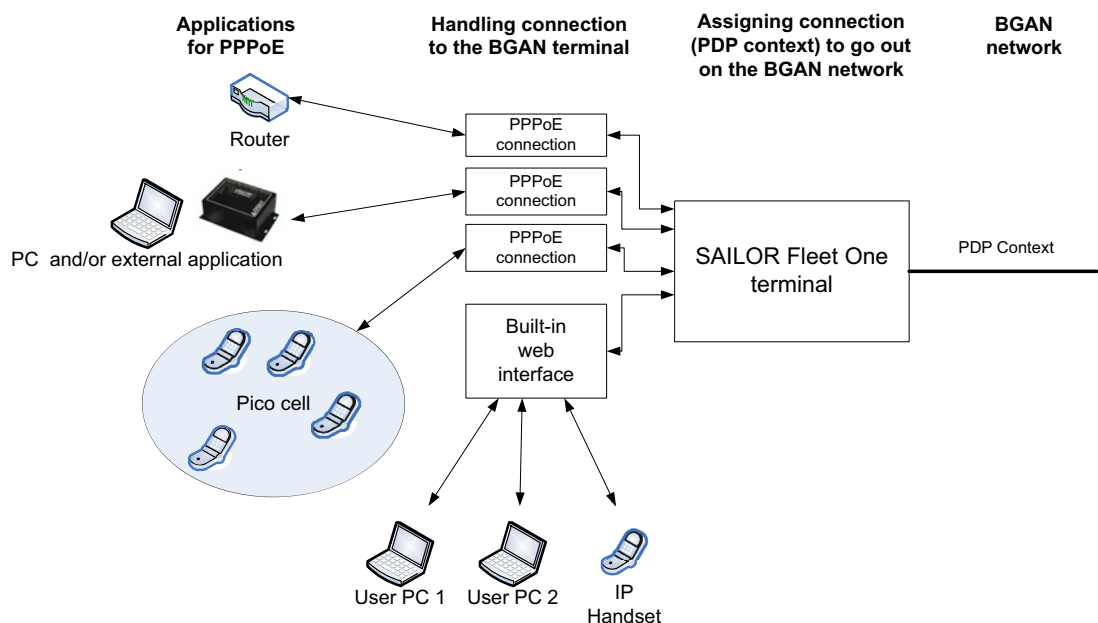 Applications
for PPPoE
Handling connection
to the BGAN terminal
Assigning connection
(PDP context) to go out
on the BGAN network
BGAN
network
Router
PPPoE
connection
PPPoE
connection
PPPoE
connection
PC and/or external application
SAILOR Fleet One
terminal
PDP Context
Built-in
web
interface
Pico cell
User PC 1
User PC 2
IP
Handset